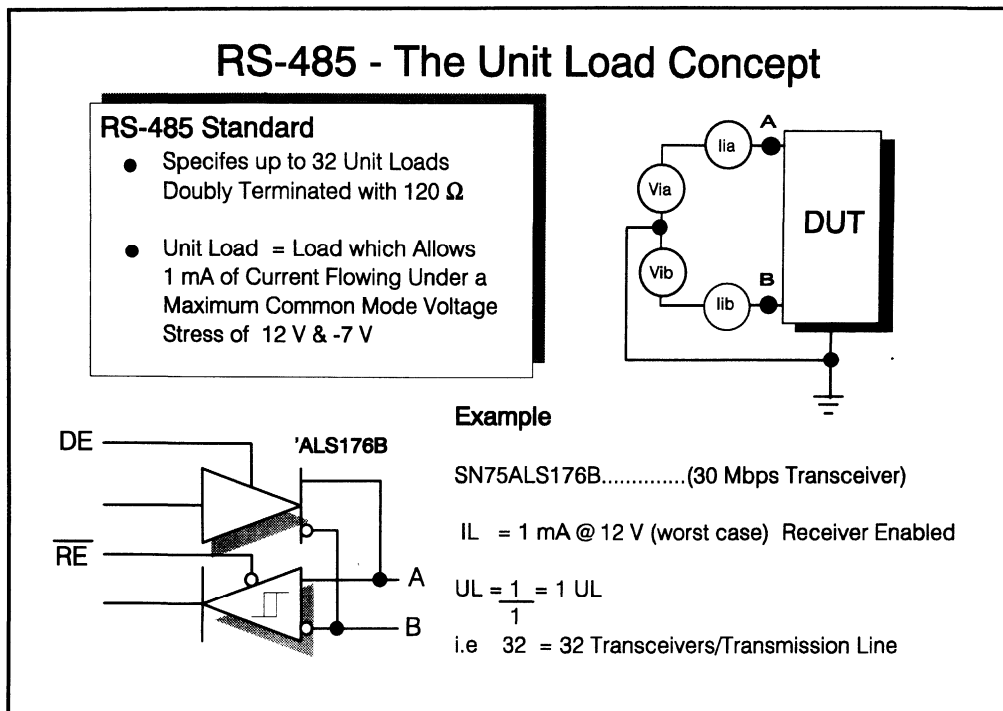 RS-485 - The Unit Load Concept
RS-485 Standard
● Specifes up to 32 Unit Loads
Doubly Terminated with 120 Ω
● Unit Load = Load which Allows
1 mA of Current Flowing Under a
Maximum Common Mode Voltage
Stress of 12 V & -7 V
A
Iia
Via
DUT
Vib
B
Iib
DE
'ALS176B
RE
A
B
Example
SN75ALS176B..............(30 Mbps Transceiver)
IL = 1 mA @ 12 V (worst case) Receiver Enabled
UL = 1 = 1 UL
1
i.e 32 = 32 Transceivers/Transmission Line